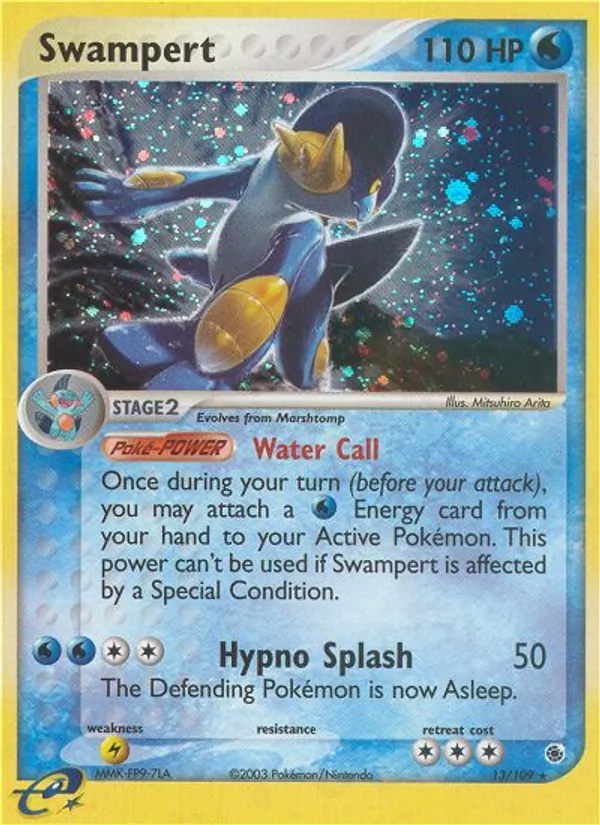 Swampert
110 HP
Illus. Mitsuhiro Arita
STAGE2
Evolves from Marshtomp
Poké-POWER Water Call
Once during your turn (before your attack),
you may attach a Energy card from
your hand to your Active Pokémon. This
power can't be used if Swampert is affected
by a Special Condition.
Hypno Splash 50
The Defending Pokémon is now Asleep.
weakness resistance retreat cost
MMK-FP9-7LA ©2003 Pokémon/Nintendo 13/109 ★
e